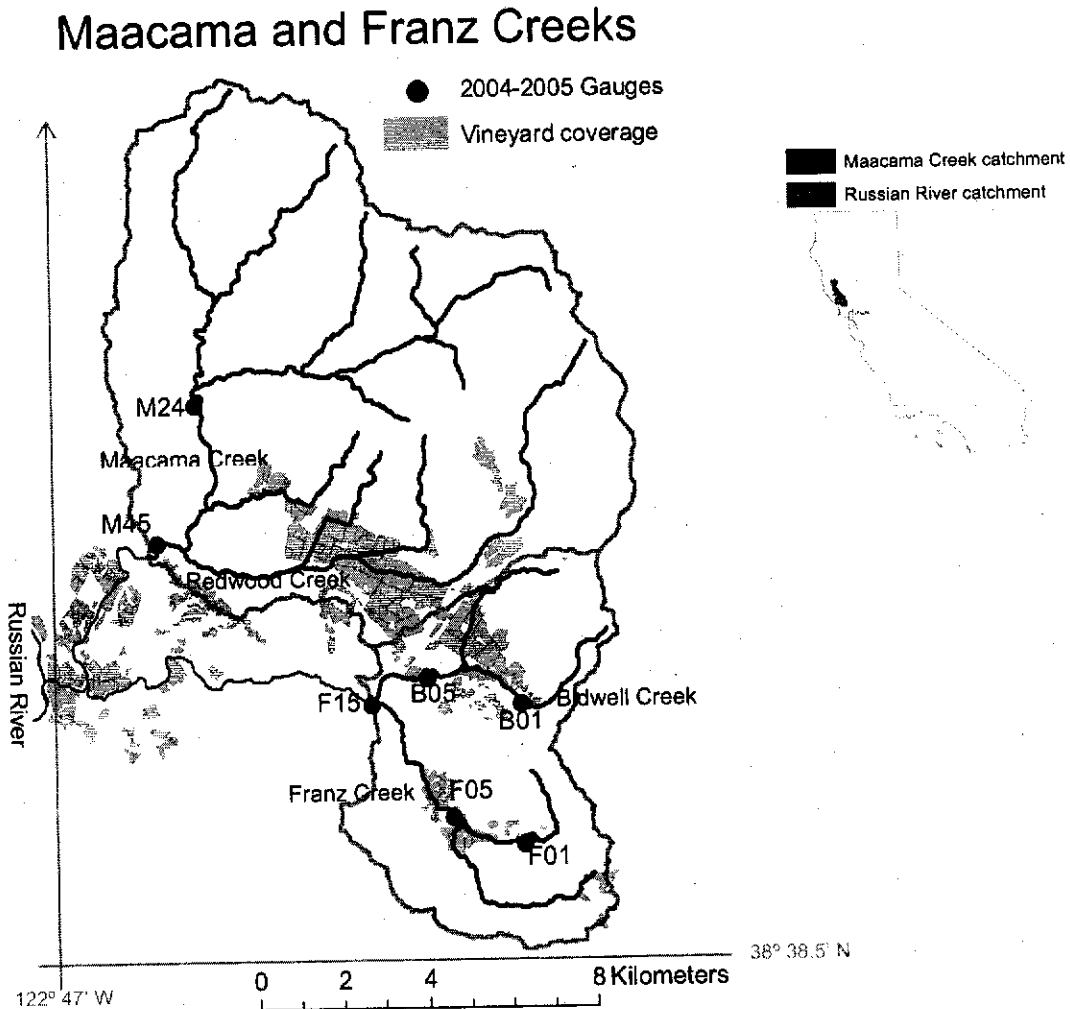 Maacama and Franz Creeks
2004-2005 Gauges
Vineyard coverage
Maacama Creek catchment
Russian River catchment
M24
Maacama Creek
M45
Redwood Creek
Russian River
B05
F15
B01
Bidwell Creek
Franz Creek
F05
F01
38° 38.5' N
0 2 4 8 Kilometers
122° 47' W